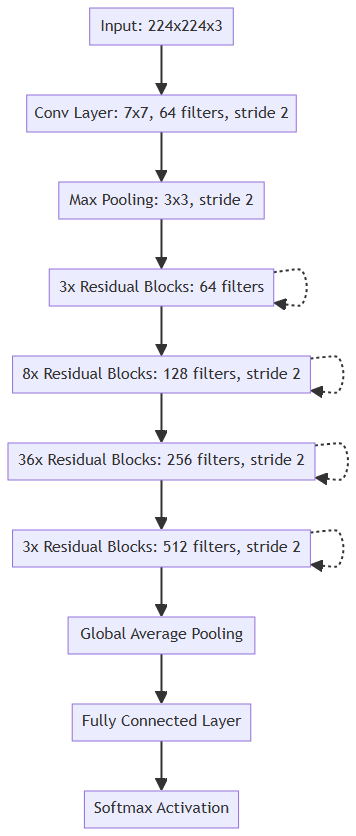 Input: 224x224x3
Conv Layer: 7x7, 64 filters, stride 2
Max Pooling: 3x3, stride 2
3x Residual Blocks: 64 filters
8x Residual Blocks: 128 filters, stride 2
36x Residual Blocks: 256 filters, stride 2
3x Residual Blocks: 512 filters, stride 2
Global Average Pooling
Fully Connected Layer
Softmax Activation